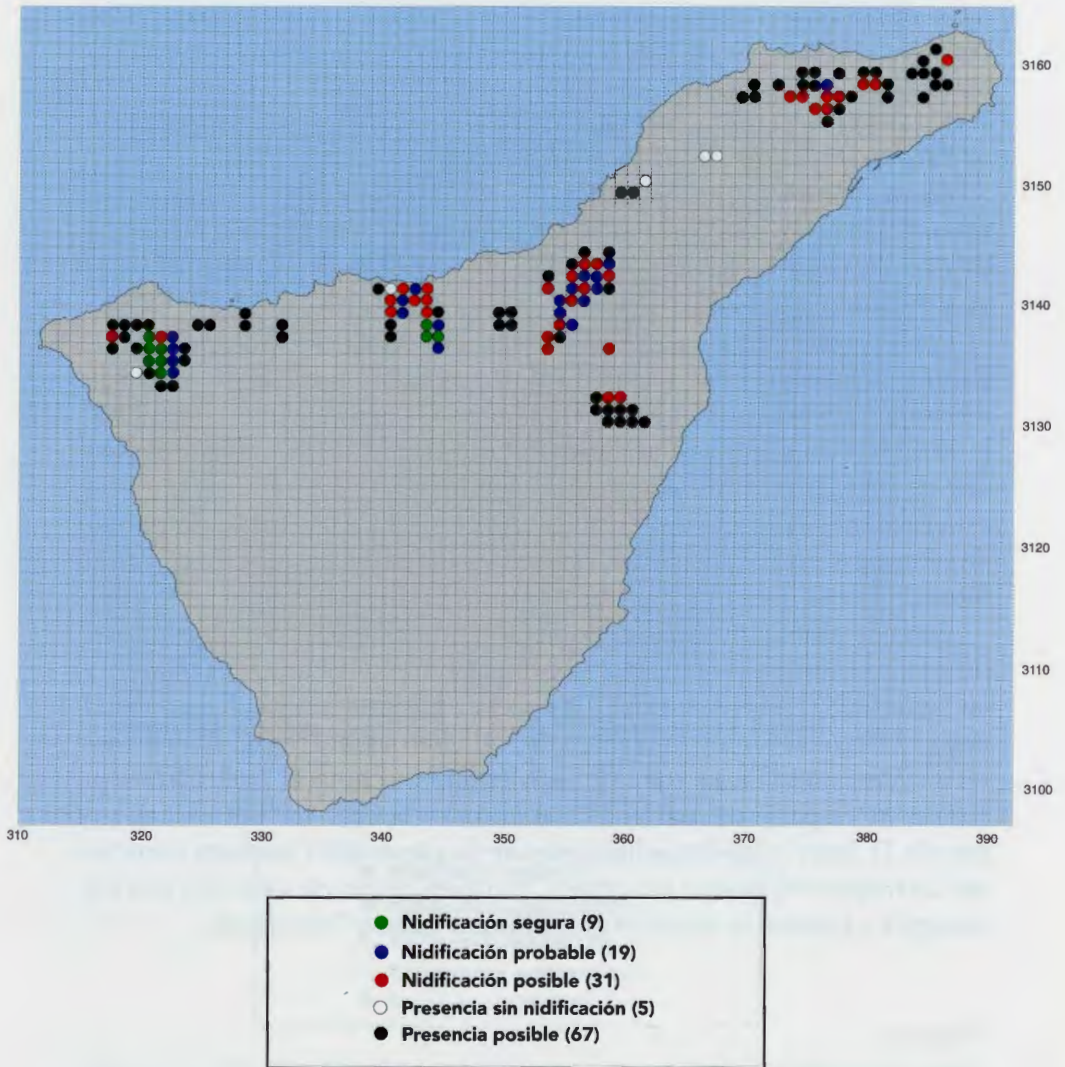 3160
3150
3140
3130
3120
3110
3100
310 320 330 340 350 360 370 380 390
Nidificación segura (9)
Nidificación probable (19)
Nidificación posible (31)
Presencia sin nidificación (5)
Presencia posible (67)